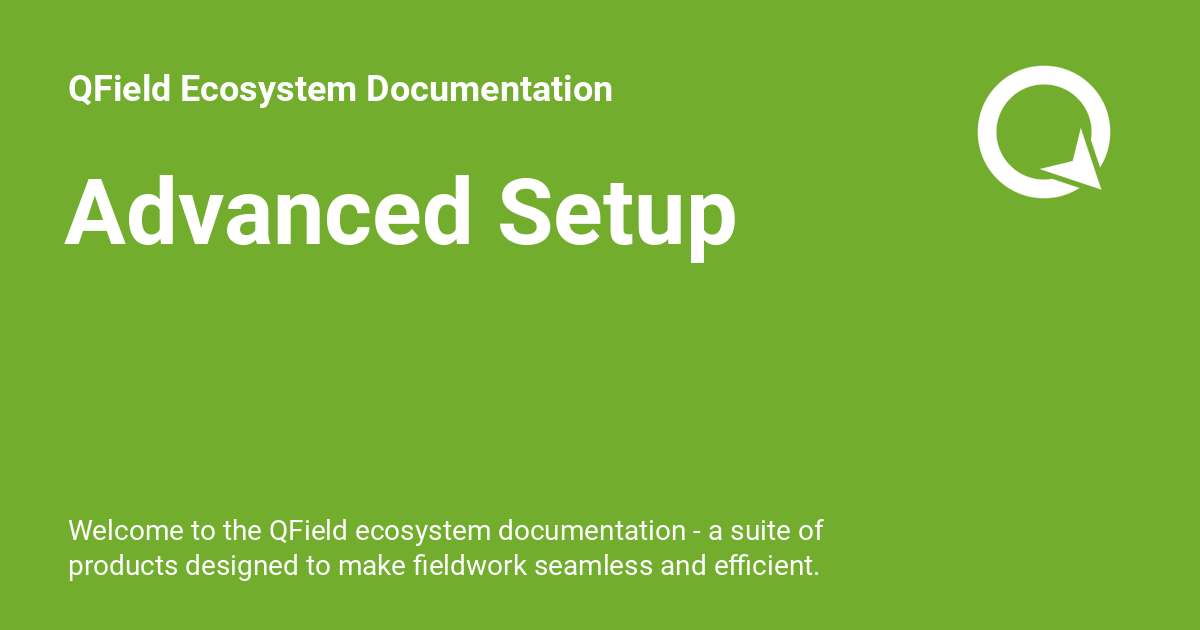 QField Ecosystem Documentation
Advanced Setup
Welcome to the QField ecosystem documentation - a suite of
products designed to make fieldwork seamless and efficient.